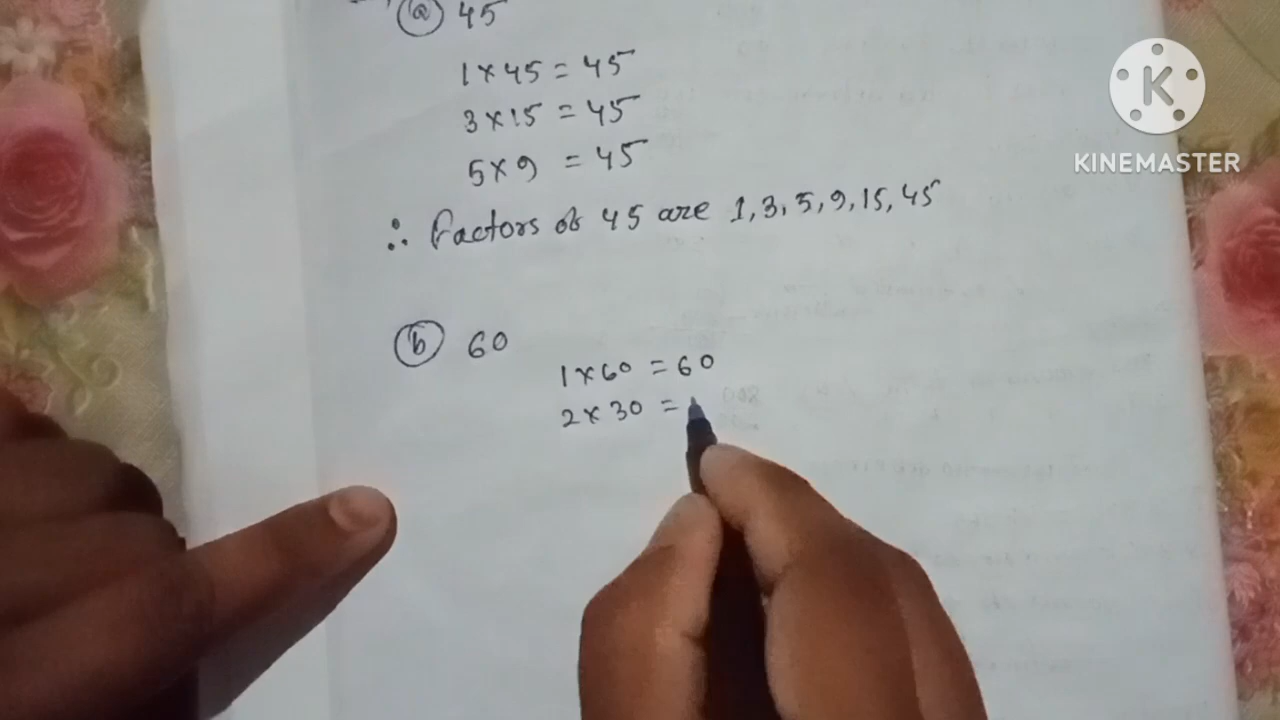 (a) 45
1 × 45 = 45
3 × 15 = 45
5 × 9 = 45
∴ Factors of 45 are 1, 3, 5, 9, 15, 45
(b) 60
1 × 60 = 60
2 × 30 =
K
KINEMASTER